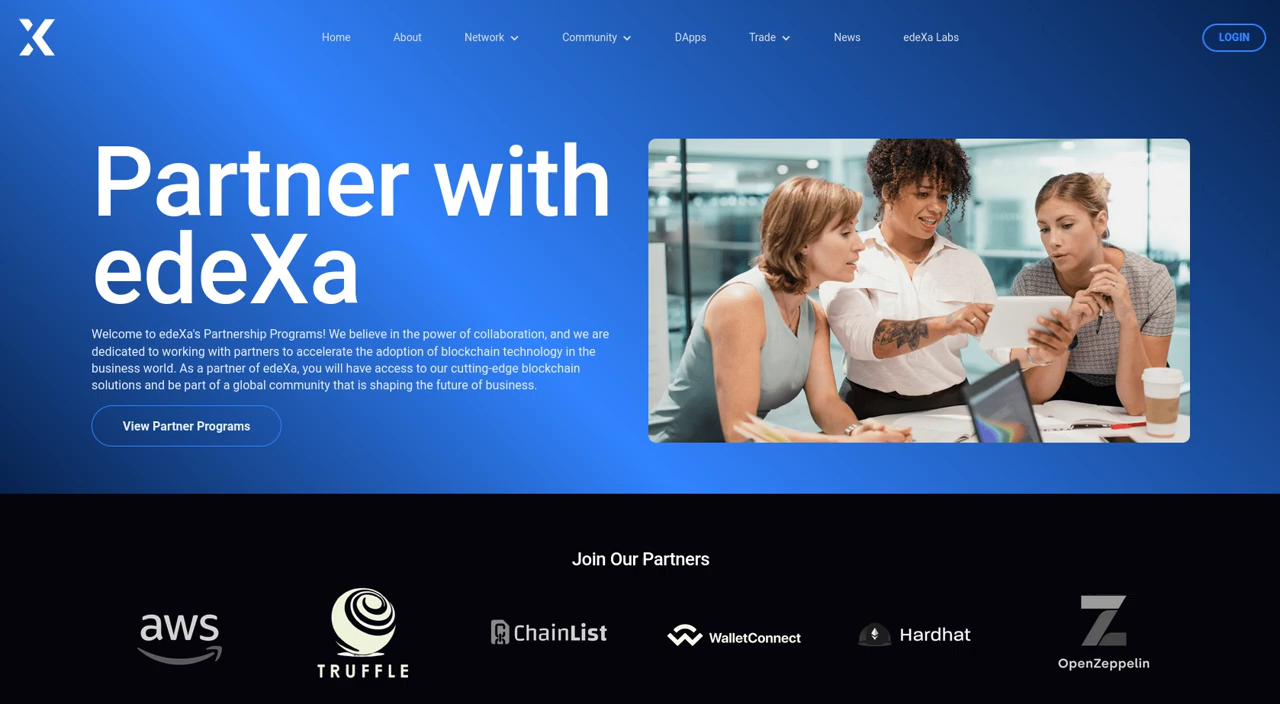 Home
About
Network
Community
DApps
Trade
News
edeXa Labs
LOGIN
Partner with
edeXa
Welcome to edeXa's Partnership Programs! We believe in the power of collaboration, and we are
dedicated to working with partners to accelerate the adoption of blockchain technology in the
business world. As a partner of edeXa, you will have access to our cutting-edge blockchain
solutions and be part of a global community that is shaping the future of business.
View Partner Programs
Join Our Partners
aws
TRUFFLE
ChainList
WalletConnect
Hardhat
OpenZeppelin